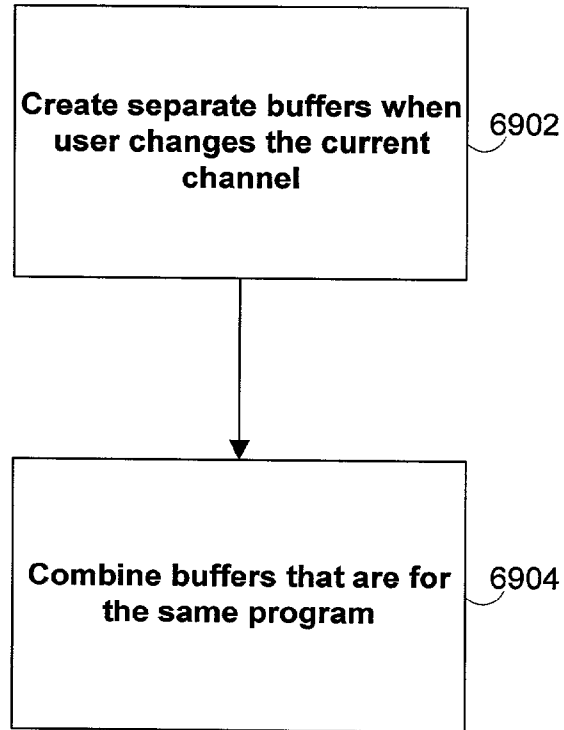 Create separate buffers when
user changes the current
channel
6902
Combine buffers that are for
the same program
6904